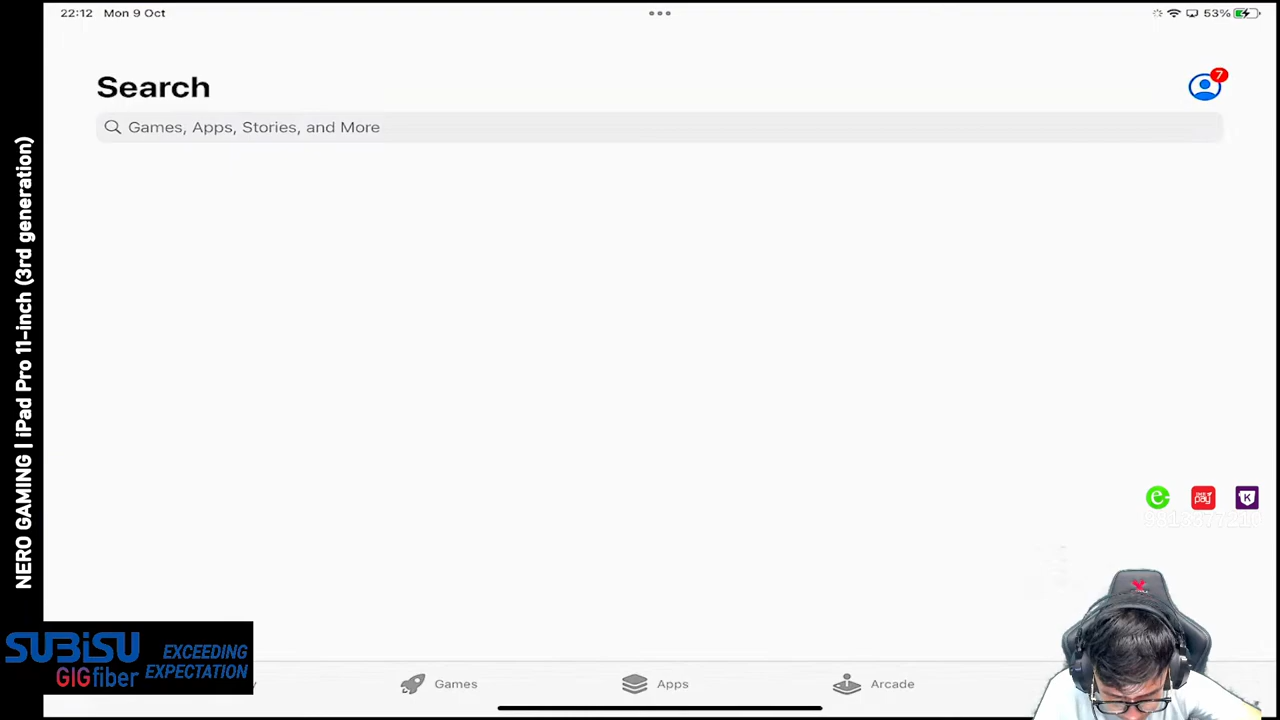 22:12 Mon 9 Oct
53%
Search
7
Games, Apps, Stories, and More
NERO GAMING | iPad Pro 11-inch (3rd generation)
pay
K
SUBISU
GIGfiber
EXCEEDING
EXPECTATION
Games
Apps
Arcade